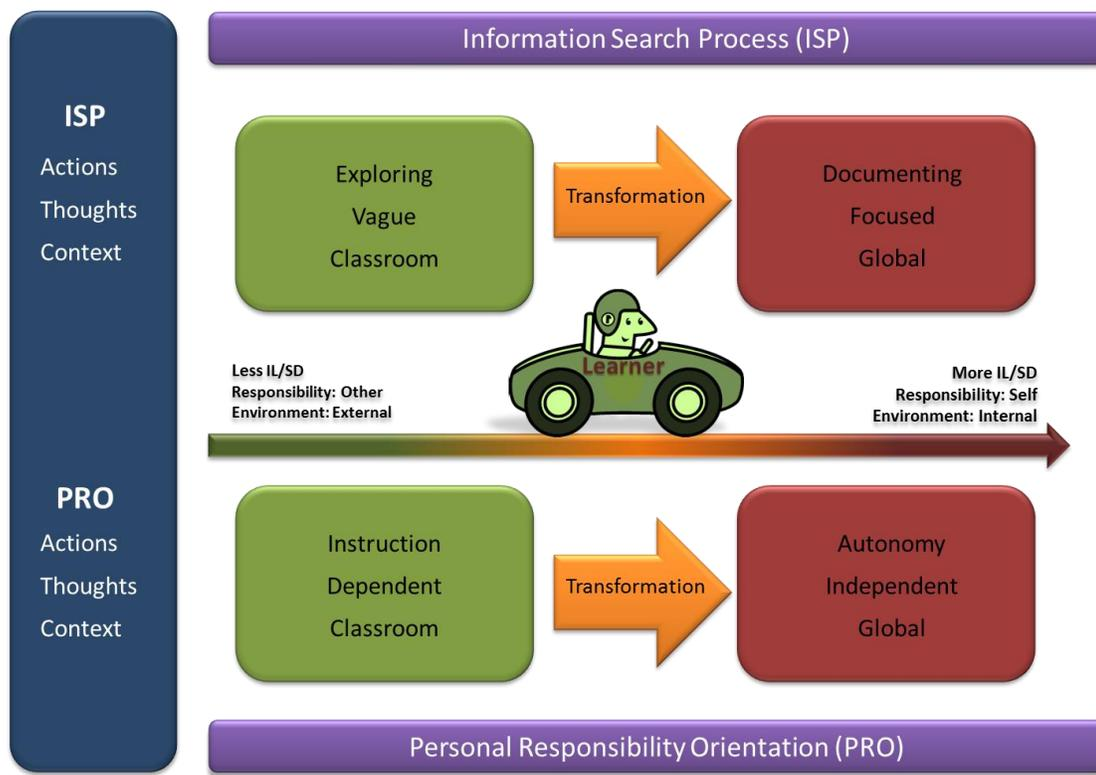 Information Search Process (ISP)
ISP
Actions
Thoughts
Context
Exploring
Vague
Classroom
Transformation
Documenting
Focused
Global
Learner
Less IL/SD
Responsibility: Other
Environment: External
More IL/SD
Responsibility: Self
Environment: Internal
PRO
Actions
Thoughts
Context
Instruction
Dependent
Classroom
Transformation
Autonomy
Independent
Global
Personal Responsibility Orientation (PRO)